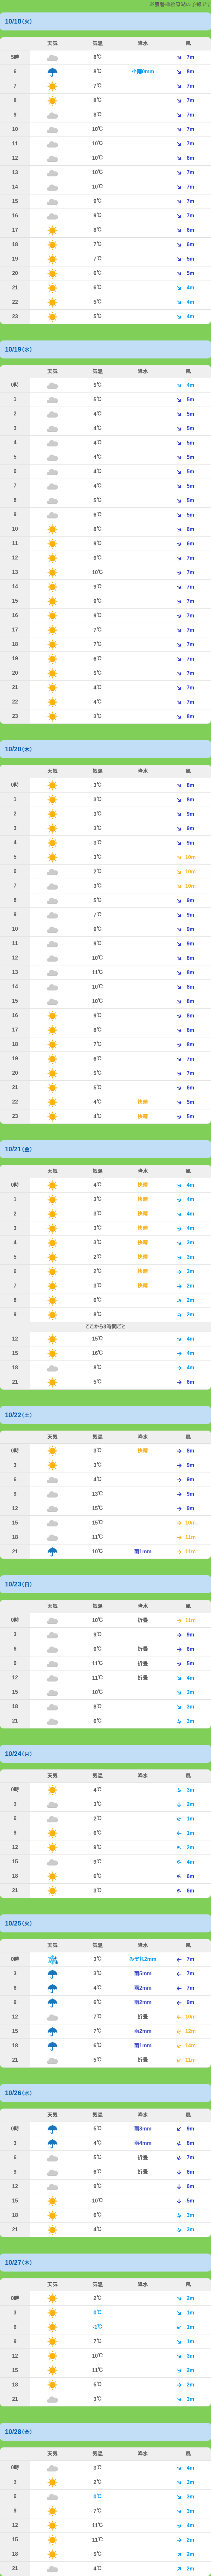 10/18(火)
天気 気温 降水 風
5時 8℃ 7m
6 8℃ 小雨0mm 8m
7 7℃ 7m
8 8℃ 7m
9 8℃ 7m
10 10℃ 7m
11 10℃ 7m
12 10℃ 8m
13 10℃ 7m
14 10℃ 7m
15 9℃ 7m
16 9℃ 7m
17 8℃ 6m
18 7℃ 6m
19 7℃ 5m
20 6℃ 5m
21 6℃ 4m
22 5℃ 4m
23 5℃ 4m
10/19(水)
天気 気温 降水 風
0時 5℃ 4m
1 5℃ 5m
2 4℃ 5m
3 4℃ 5m
4 4℃ 5m
5 4℃ 5m
6 4℃ 5m
7 4℃ 5m
8 5℃ 5m
9 6℃ 5m
10 8℃ 6m
11 9℃ 6m
12 9℃ 7m
13 10℃ 7m
14 9℃ 7m
15 9℃ 7m
16 9℃ 7m
17 7℃ 7m
18 7℃ 7m
19 6℃ 7m
20 5℃ 7m
21 4℃ 7m
22 4℃ 7m
23 3℃ 8m
10/20(木)
天気 気温 降水 風
0時 3℃ 8m
1 3℃ 8m
2 3℃ 9m
3 3℃ 9m
4 3℃ 9m
5 3℃ 10m
6 2℃ 10m
7 3℃ 10m
8 5℃ 9m
9 7℃ 9m
10 9℃ 9m
11 9℃ 9m
12 10℃ 8m
13 11℃ 8m
14 10℃ 8m
15 10℃ 8m
16 9℃ 8m
17 8℃ 8m
18 7℃ 8m
19 6℃ 7m
20 5℃ 7m
21 5℃ 6m
22 4℃ 快晴 5m
23 4℃ 快晴 5m
10/21(金)
天気 気温 降水 風
0時 4℃ 快晴 4m
1 3℃ 快晴 4m
2 3℃ 快晴 4m
3 3℃ 快晴 4m
4 3℃ 快晴 3m
5 2℃ 快晴 3m
6 2℃ 快晴 3m
7 3℃ 快晴 2m
8 6℃ 2m
9 8℃ 2m
ここから3時間ごと
12 15℃ 4m
15 16℃ 4m
18 8℃ 4m
21 5℃ 6m
10/22(土)
天気 気温 降水 風
0時 3℃ 快晴 8m
3 3℃ 9m
6 4℃ 9m
9 13℃ 9m
12 15℃ 9m
15 15℃ 10m
18 11℃ 11m
21 10℃ 雨1mm 11m
10/23(日)
天気 気温 降水 風
0時 10℃ 折曇 11m
3 9℃ 9m
6 9℃ 折曇 6m
9 11℃ 折曇 5m
12 11℃ 折曇 4m
15 10℃ 3m
18 8℃ 3m
21 6℃ 3m
10/24(月)
天気 気温 降水 風
0時 4℃ 3m
3 3℃ 2m
6 2℃ 1m
9 6℃ 1m
12 9℃ 2m
15 9℃ 4m
18 6℃ 6m
21 3℃ 6m
10/25(火)
天気 気温 降水 風
0時 3℃ みぞれ2mm 7m
3 3℃ 雨5mm 7m
6 4℃ 雨2mm 7m
9 6℃ 雨2mm 9m
12 7℃ 折曇 10m
15 7℃ 雨2mm 12m
18 6℃ 雨1mm 14m
21 5℃ 折曇 11m
10/26(水)
天気 気温 降水 風
0時 5℃ 雨3mm 9m
3 4℃ 雨4mm 8m
6 5℃ 折曇 7m
9 6℃ 折曇 6m
12 8℃ 6m
15 10℃ 5m
18 6℃ 3m
21 4℃ 3m
10/27(木)
天気 気温 降水 風
0時 2℃ 2m
3 0℃ 1m
6 -1℃ 1m
9 7℃ 1m
12 10℃ 3m
15 11℃ 2m
18 5℃ 2m
21 3℃ 3m
10/28(金)
天気 気温 降水 風
0時 3℃ 4m
3 2℃ 3m
6 0℃ 3m
9 7℃ 3m
12 11℃ 4m
15 11℃ 2m
18 5℃ 2m
21 4℃ 2m